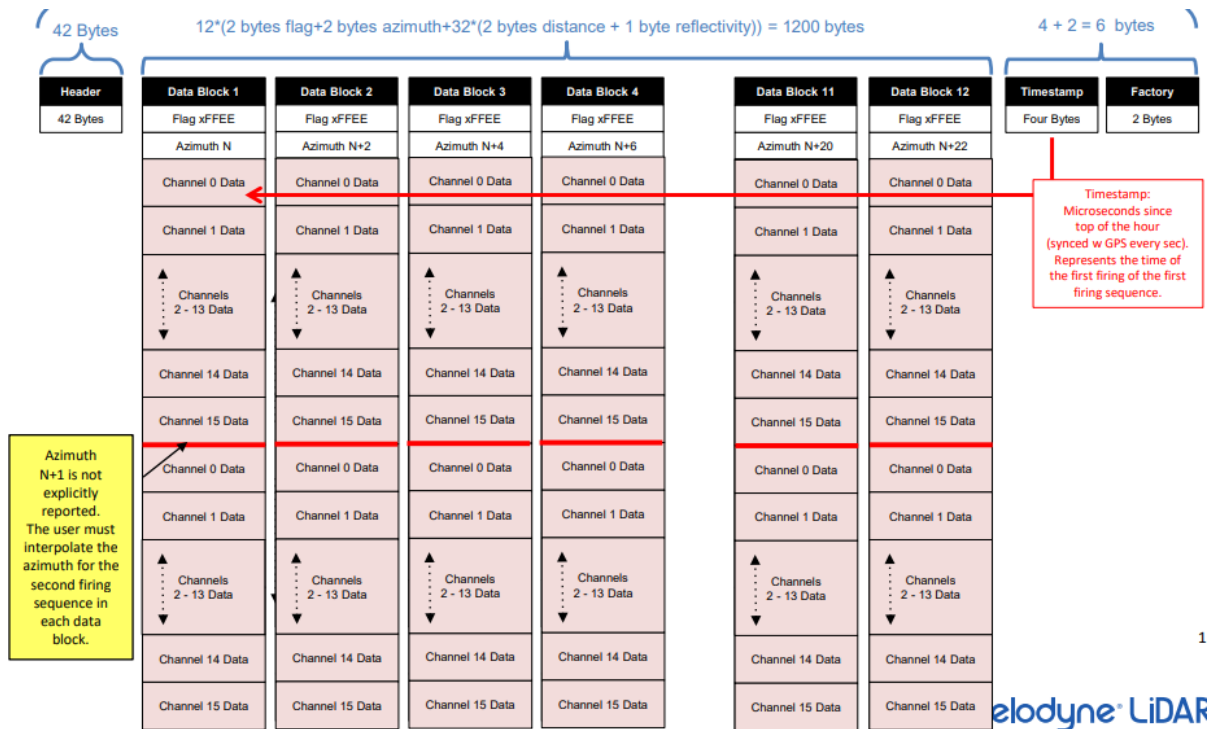 42 Bytes
12*(2 bytes flag+2 bytes azimuth+32*(2 bytes distance + 1 byte reflectivity)) = 1200 bytes
4 + 2 = 6 bytes
Header
42 Bytes
Data Block 1
Flag xFFEE
Azimuth N
Channel 0 Data
Channel 1 Data
Channels
2 - 13 Data
Channel 14 Data
Channel 15 Data
Channel 0 Data
Channel 1 Data
Channels
2 - 13 Data
Channel 14 Data
Channel 15 Data
Data Block 2
Flag xFFEE
Azimuth N+2
Channel 0 Data
Channel 1 Data
Channels
2 - 13 Data
Channel 14 Data
Channel 15 Data
Channel 0 Data
Channel 1 Data
Channels
2 - 13 Data
Channel 14 Data
Channel 15 Data
Data Block 3
Flag xFFEE
Azimuth N+4
Channel 0 Data
Channel 1 Data
Channels
2 - 13 Data
Channel 14 Data
Channel 15 Data
Channel 0 Data
Channel 1 Data
Channels
2 - 13 Data
Channel 14 Data
Channel 15 Data
Data Block 4
Flag xFFEE
Azimuth N+6
Channel 0 Data
Channel 1 Data
Channels
2 - 13 Data
Channel 14 Data
Channel 15 Data
Channel 0 Data
Channel 1 Data
Channels
2 - 13 Data
Channel 14 Data
Channel 15 Data
Data Block 11
Flag xFFEE
Azimuth N+20
Channel 0 Data
Channel 1 Data
Channels
2 - 13 Data
Channel 14 Data
Channel 15 Data
Channel 0 Data
Channel 1 Data
Channels
2 - 13 Data
Channel 14 Data
Channel 15 Data
Data Block 12
Flag xFFEE
Azimuth N+22
Channel 0 Data
Channel 1 Data
Channels
2 - 13 Data
Channel 14 Data
Channel 15 Data
Channel 0 Data
Channel 1 Data
Channels
2 - 13 Data
Channel 14 Data
Channel 15 Data
Timestamp
Four Bytes
Factory
2 Bytes
Timestamp:
Microseconds since
top of the hour
(synced w GPS every sec).
Represents the time of
the first firing of the first
firing sequence.
Azimuth
N+1 is not
explicitly
reported.
The user must
interpolate the
azimuth for the
second firing
sequence in
each data
block.
1
elodyne® LiDAR